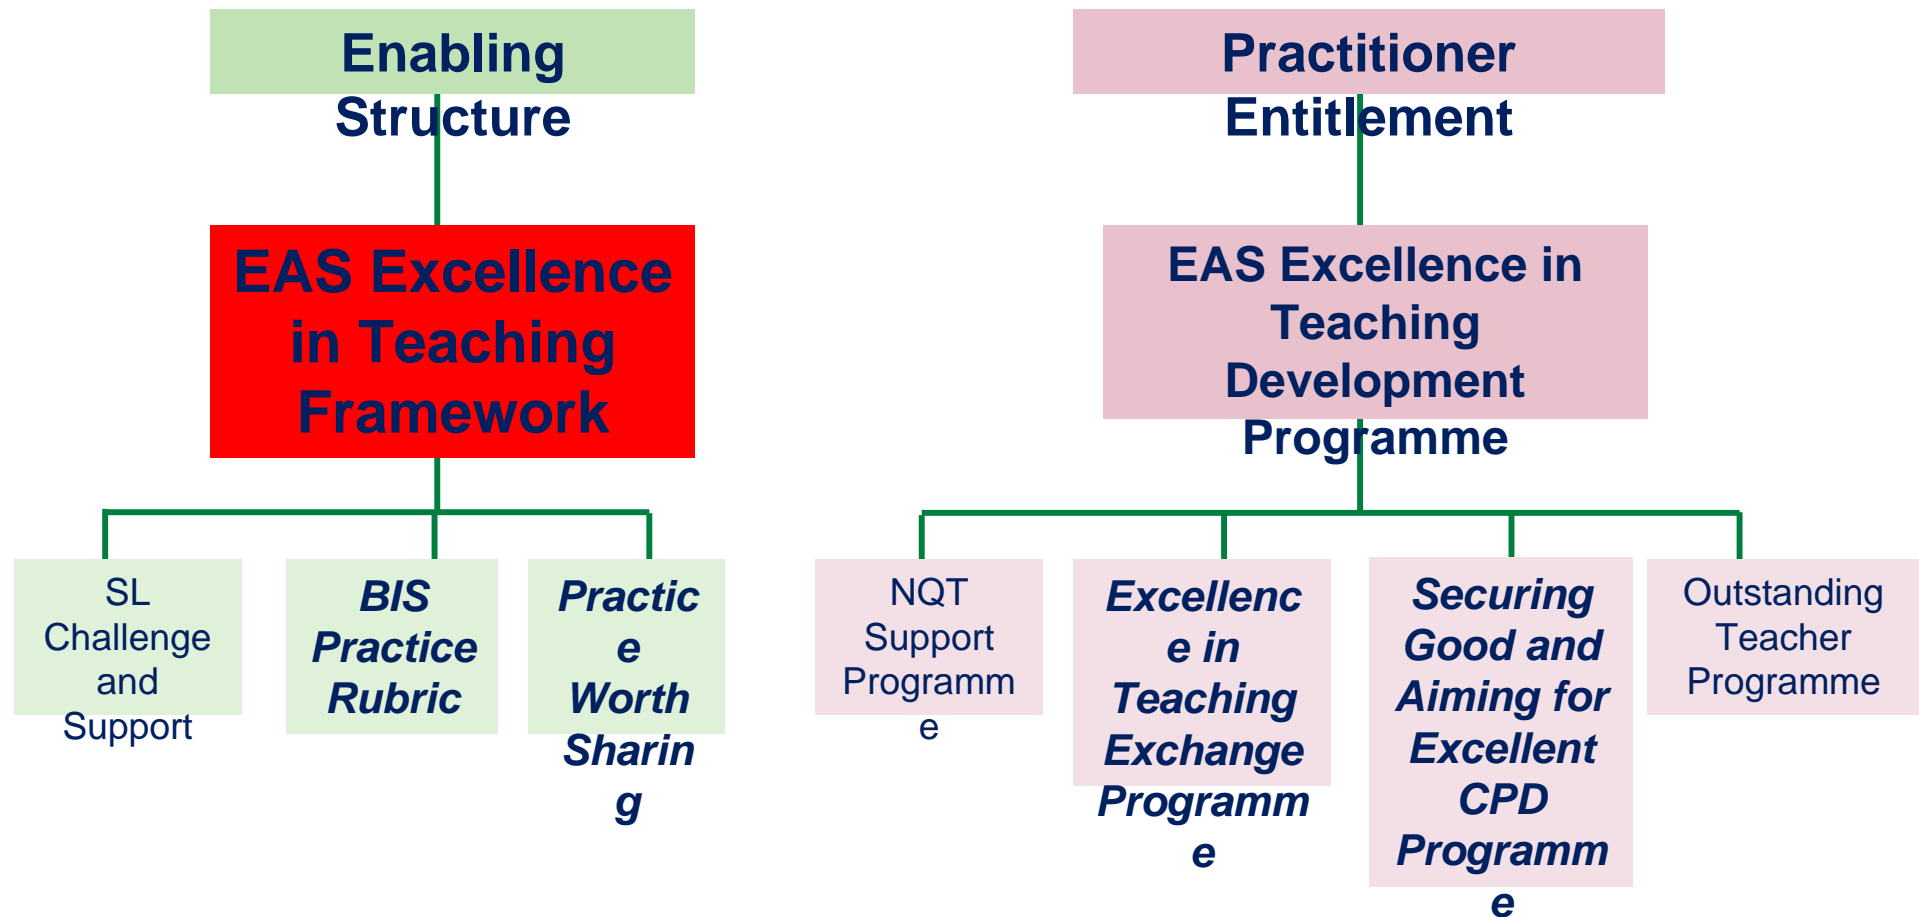 Enabling
Structure
EAS Excellence
in Teaching
Framework
SL
Challenge
and
Support
BIS
Practice
Rubric
Practic
e
Worth
Sharin
g
Practitioner
Entitlement
EAS Excellence in
Teaching
Development
Programme
NQT
Support
Programm
e
Excellenc
e in
Teaching
Exchange
Programm
e
Securing
Good and
Aiming for
Excellent
CPD
Programm
e
Outstanding
Teacher
Programme